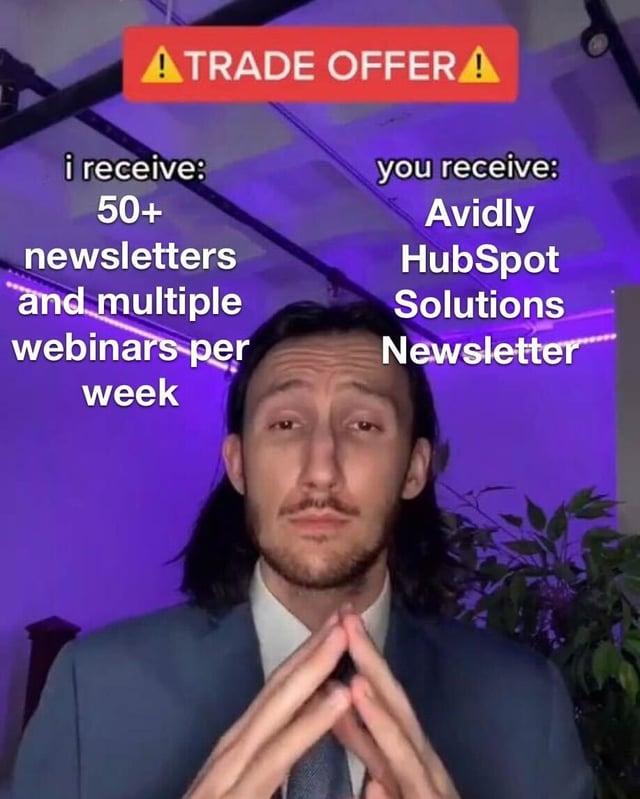 ⚠TRADE OFFER⚠
i receive:
50+
newsletters
and multiple
webinars per
week
you receive:
Avidly
HubSpot
Solutions
Newsletter